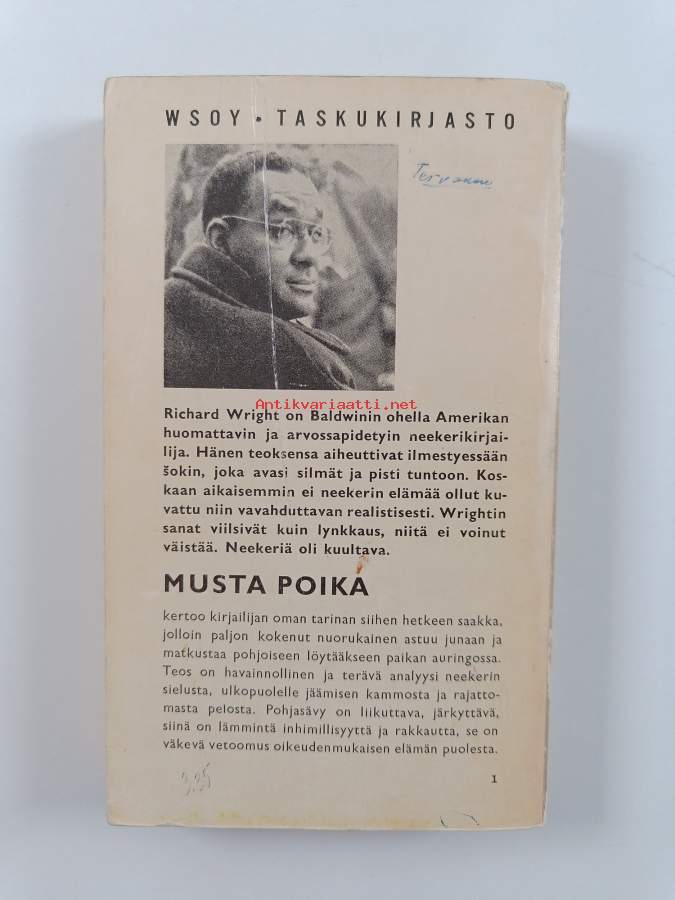 WSOY • TASKUKIRJASTO
Antikvariaatti.net
Richard Wright on Baldwinin ohella Amerikan
huomattavin ja arvossapidetyin neekerikirjai-
lija. Hänen teoksensa aiheuttivat ilmestyessään
šokin, joka avasi silmät ja pisti tuntoon. Kos-
kaan aikaisemmin ei neekerin elämää ollut ku-
vattu niin vavahduttavan realistisesti. Wrightin
sanat viilsivät kuin lynkkaus, niitä ei voinut
väistää. Neekeriä oli kuultava.
MUSTA POIKA
kertoo kirjailijan oman tarinan siihen hetkeen saakka,
jolloin paljon kokenut nuorukainen astuu junaan ja
matkustaa pohjoiseen löytääkseen paikan auringossa.
Teos on havainnollinen ja terävä analyysi neekerin
sielusta, ulkopuolelle jäämisen kammosta ja rajatto-
masta pelosta. Pohjasävy on liikuttava, järkyttävä,
siinä on lämmintä inhimillisyyttä ja rakkautta, se on
väkevä vetoomus oikeudenmukaisen elämän puolesta.
3,25
1